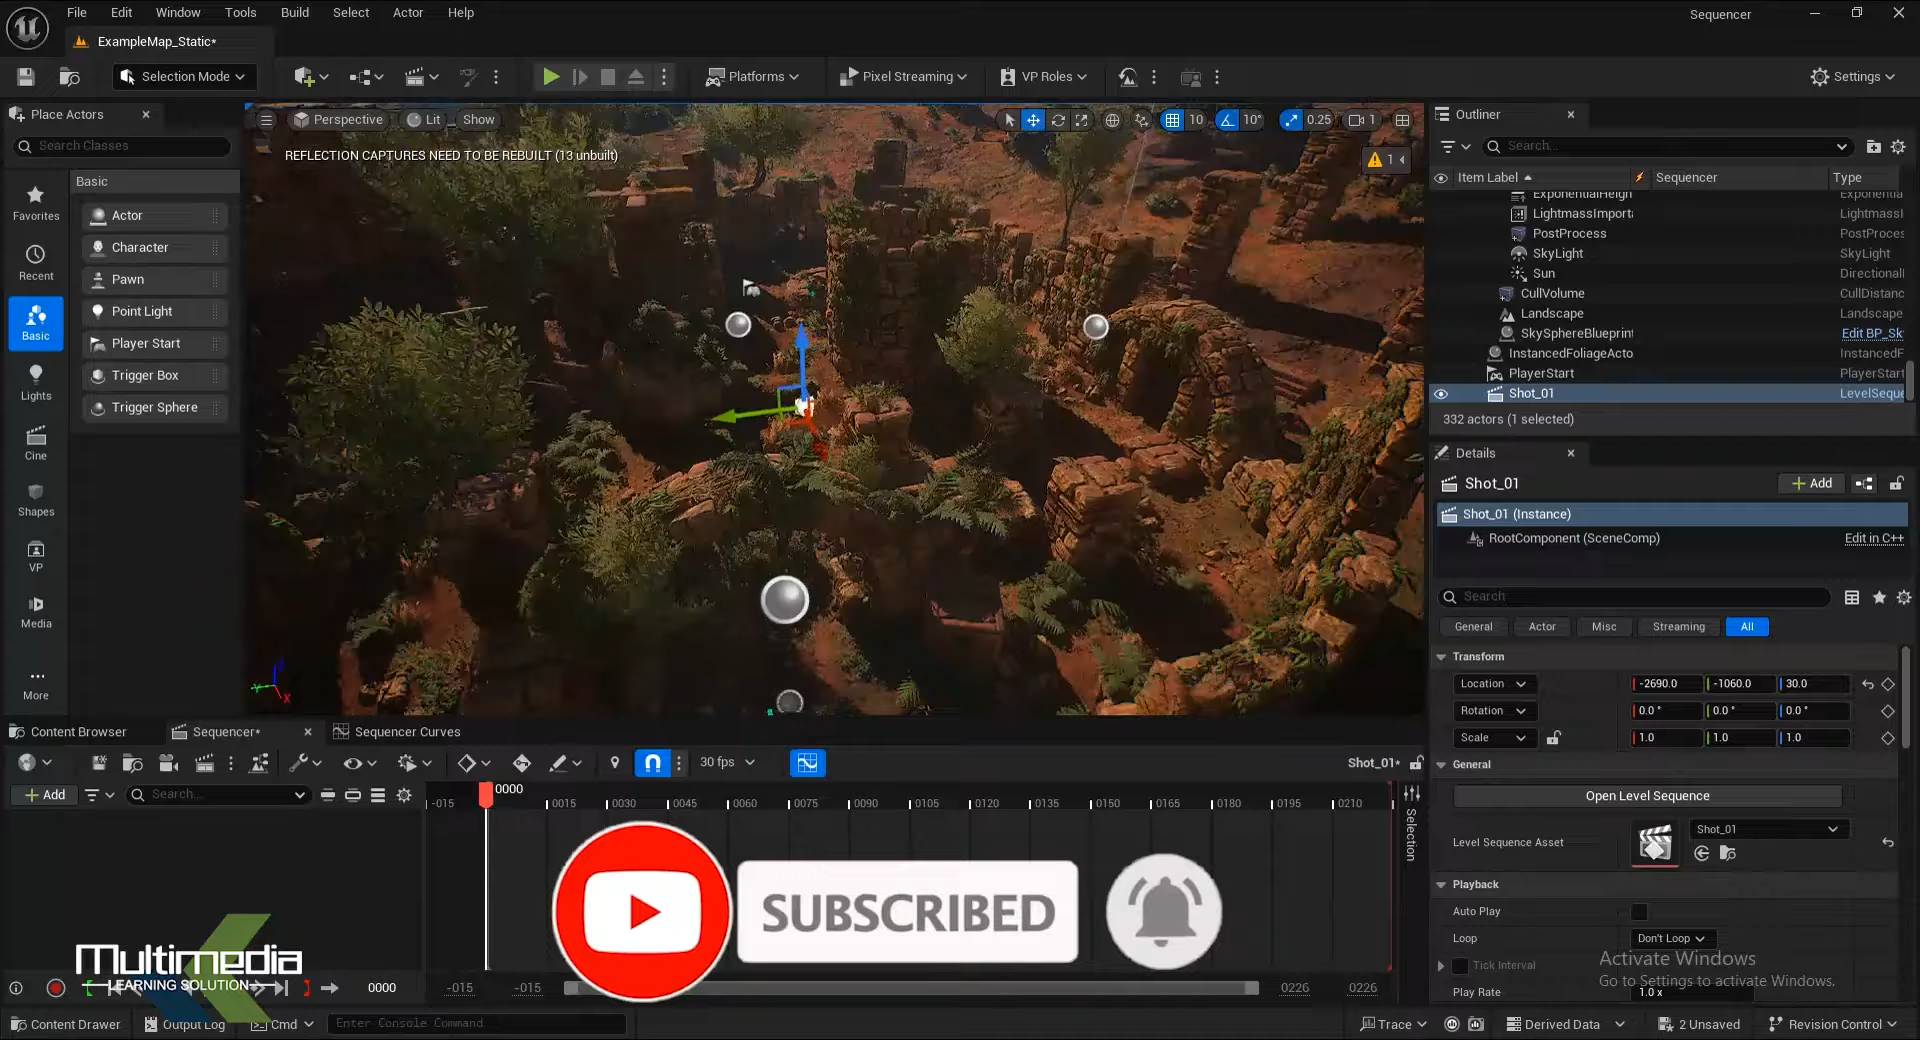 File Edit Window Tools Build Select Actor Help
Sequencer
ExampleMap_Static*
Selection Mode
Platforms
Pixel Streaming
VP Roles
Settings
Place Actors
Search Classes
Favorites
Recent
Basic
Lights
Cine
Shapes
VP
Media
More
Basic
Actor
Character
Pawn
Point Light
Player Start
Trigger Box
Trigger Sphere
Perspective Lit Show
10 10° 0.25 1
REFLECTION CAPTURES NEED TO BE REBUILT (13 unbuilt)
1
Outliner
Search...
Item Label Sequencer Type
ExponentialHeigh Exponentia
LightmassImport LightmassI
PostProcess PostProces
SkyLight SkyLight
Sun Directional
CullVolume CullDistanc
Landscape Landscape
SkySphereBlueprint Edit BP_Sk
InstancedFoliageActo InstancedF
PlayerStart PlayerStart
Shot_01 LevelSeque
332 actors (1 selected)
Details
Shot_01
Add
Shot_01 (Instance)
RootComponent (SceneComp) Edit in C++
Search
General Actor Misc Streaming All
Transform
Location -2690.0 -1060.0 30.0
Rotation 0.0 ° 0.0 ° 0.0 °
Scale 1.0 1.0 1.0
General
Open Level Sequence
Level Sequence Asset
Shot_01
Playback
Auto Play
Loop Don't Loop
Tick Interval
Play Rate 1.0 x
Activate Windows
Go to Settings to activate Windows.
Content Browser
Sequencer*
Sequencer Curves
30 fps
Shot_01*
Add
Search...
0000
-015 0015 0030 0045 0060 0075 0090 0105 0120 0135 0150 0165 0180 0195 0210
Selection
SUBSCRIBED
Multimedia
LEARNING SOLUTION
0000
-015 -015 0226 0226
Content Drawer
Output Log
Cmd
Enter Console Command
Trace
Derived Data
2 Unsaved
Revision Control